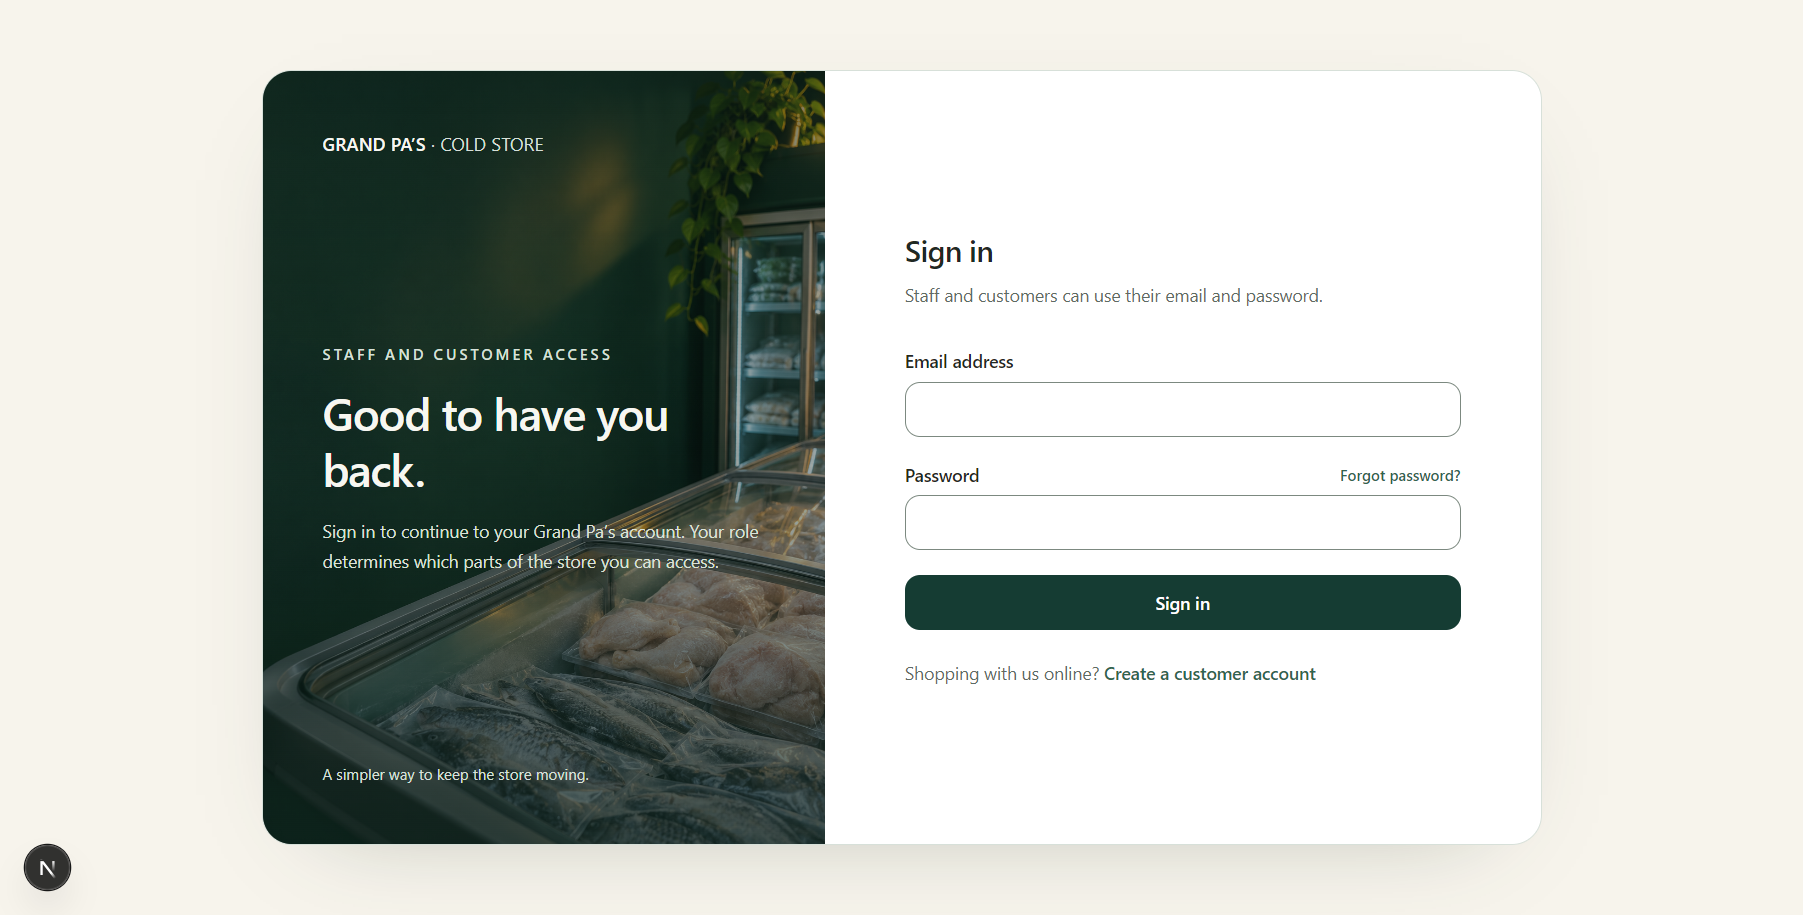 GRAND PA’S · COLD STORE
STAFF AND CUSTOMER ACCESS
Good to have you
back.
Sign in to continue to your Grand Pa’s account. Your role
determines which parts of the store you can access.
A simpler way to keep the store moving.
Sign in
Staff and customers can use their email and password.
Email address
Password
Forgot password?
Sign in
Shopping with us online? Create a customer account
N